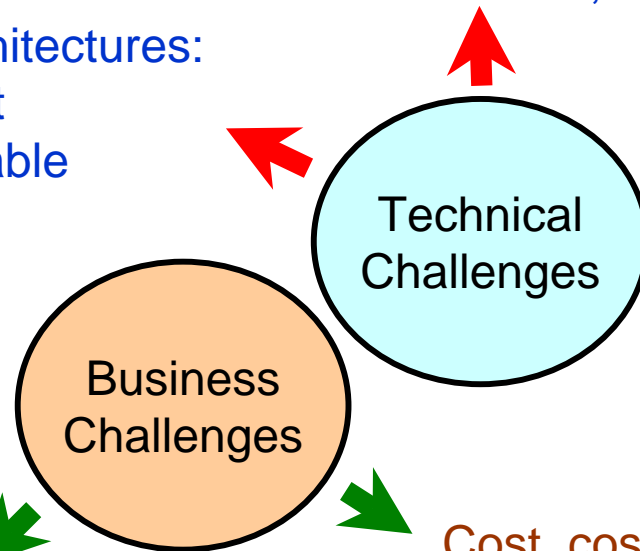 hitectures:
t
able
Technical
Challenges
Business
Challenges
Cost, cos